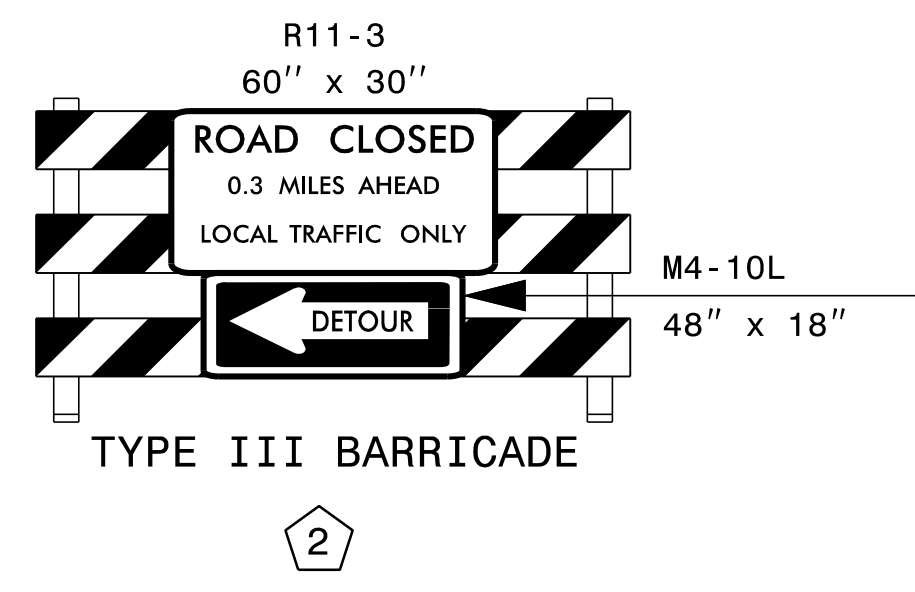 R11-3
60" x 30"
ROAD CLOSED
0.3 MILES AHEAD
LOCAL TRAFFIC ONLY
M4-10L
DETOUR
48" x 18"
TYPE III BARRICADE
2